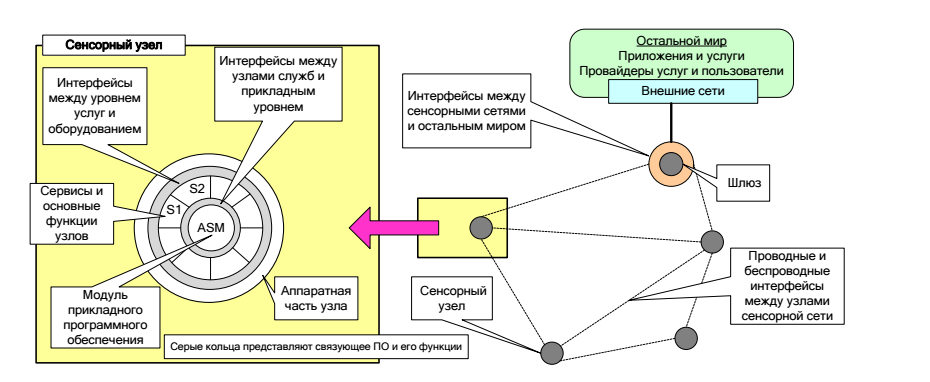 Сенсорный узел
Интерфейсы
между уровнем
услуг и
оборудованием
Интерфейсы между
узлами служб и
прикладным
уровнем
Сервисы и
основные
функции
узлов
S2
S1
ASM
Модуль
прикладного
программного
обеспечения
Аппаратная
часть узла
Серые кольца представляют связующее ПО и его функции
Остальной мир
Приложения и услуги
Провайдеры услуг и пользователи
Внешние сети
Интерфейсы между
сенсорными сетями
и остальным миром
Шлюз
Сенсорный
узел
Проводные и
беспроводные
интерфейсы
между узлами
сенсорной сети